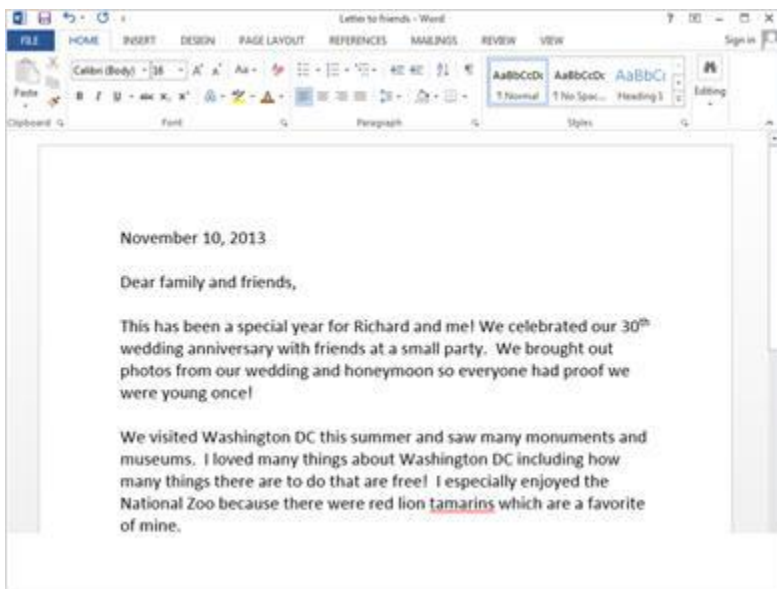 Letter to friends - Word
FILE HOME INSERT DESIGN PAGE LAYOUT REFERENCES MAILINGS REVIEW VIEW Sign in
Calibri (Body) 16
Paste
AaBbCcDc AaBbCcDc AaBbCc
¶ Normal ¶ No Spac... Heading 1
Editing
Clipboard Font Paragraph Styles
November 10, 2013
Dear family and friends,
This has been a special year for Richard and me! We celebrated our 30th
wedding anniversary with friends at a small party.  We brought out
photos from our wedding and honeymoon so everyone had proof we
were young once!
We visited Washington DC this summer and saw many monuments and
museums.  I loved many things about Washington DC including how
many things there are to do that are free!  I especially enjoyed the
National Zoo because there were red lion tamarins which are a favorite
of mine.